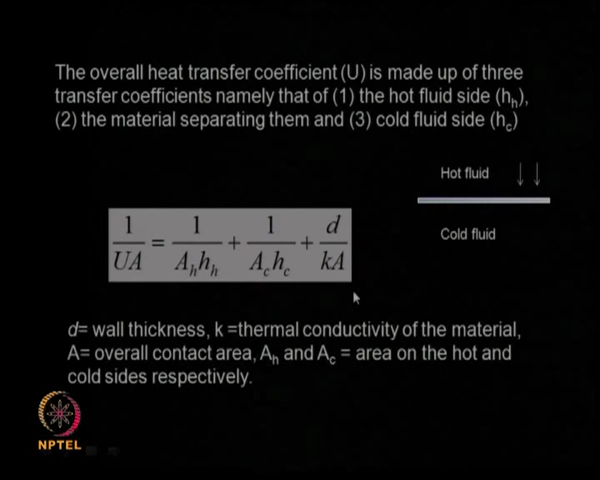 The overall heat transfer coefficient (U) is made up of three
transfer coefficients namely that of (1) the hot fluid side (hₕ),
(2) the material separating them and (3) cold fluid side (h_c)
Hot fluid
Cold fluid
1/UA = 1/Aₕhₕ + 1/A_ch_c + d/kA
d= wall thickness, k =thermal conductivity of the material,
A= overall contact area, Aₕ and A_c = area on the hot and
cold sides respectively.
NPTEL